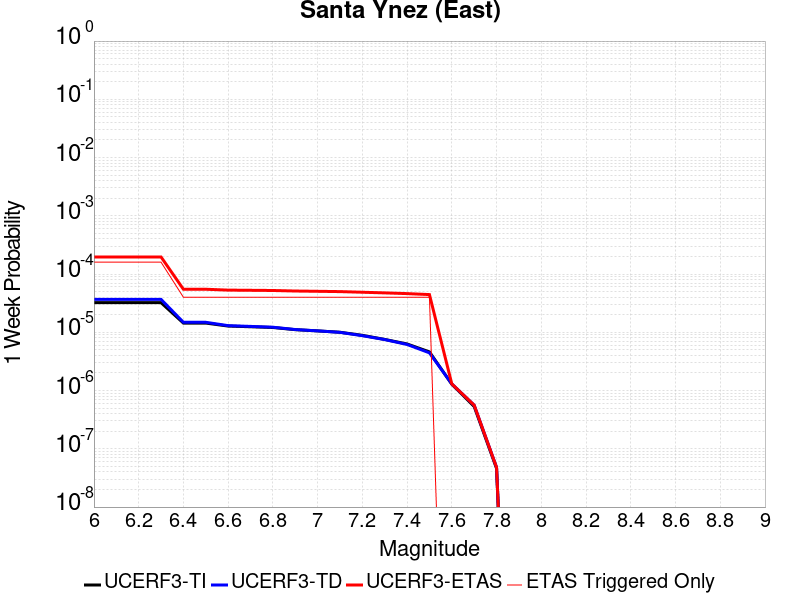 Santa Ynez (East)
10 0
10 -1
10 -2
10 -3
10 -4
10 -5
10 -6
10 -7
10 -8
1 Week Probability
6 6.2 6.4 6.6 6.8 7 7.2 7.4 7.6 7.8 8 8.2 8.4 8.6 8.8 9
Magnitude
UCERF3-TI UCERF3-TD UCERF3-ETAS ETAS Triggered Only